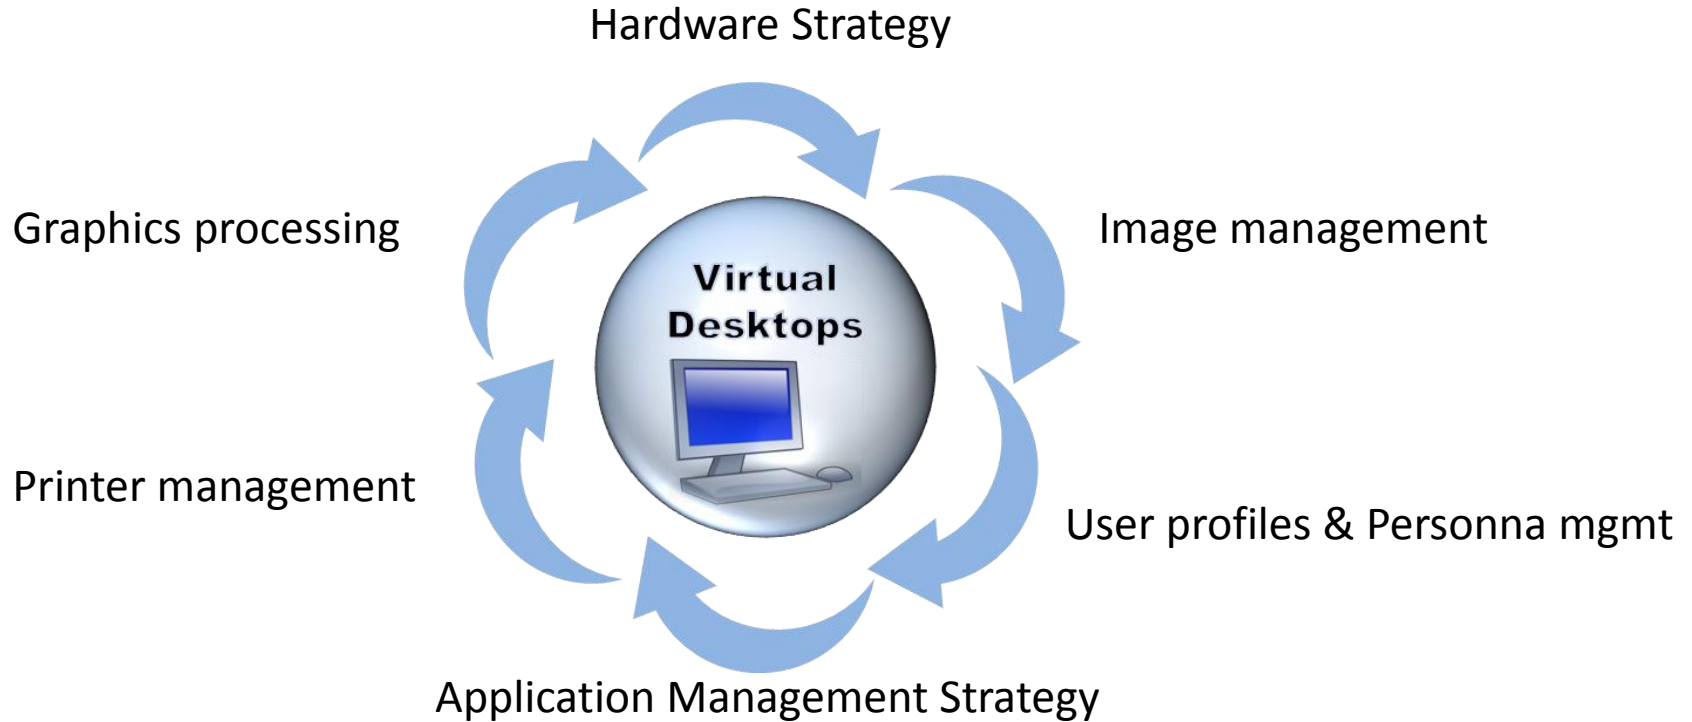 Hardware Strategy
Graphics processing
Image management
Virtual
Desktops
Printer management
User profiles & Personna mgmt
Application Management Strategy